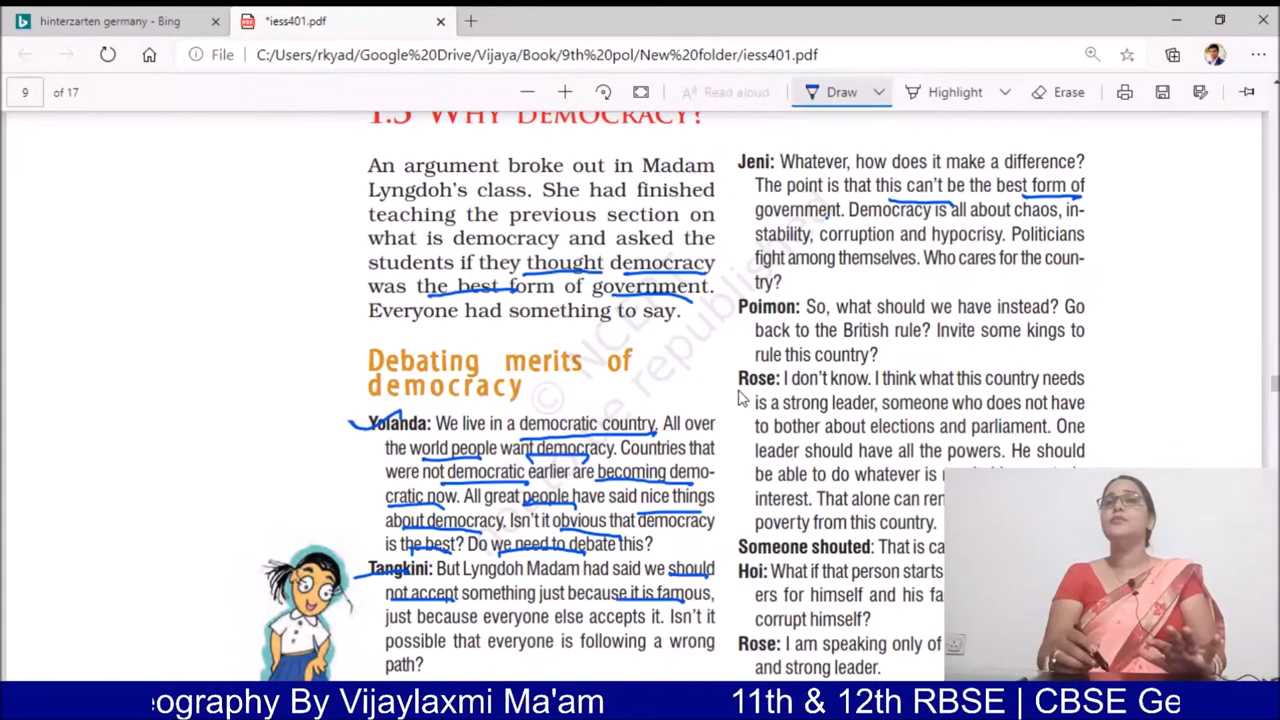 hinterzarten germany - Bing
*iess401.pdf
File
C:/Users/rkyad/Google%20Drive/Vijaya/Book/9th%20pol/New%20folder/iess401.pdf
9 of 17
Read aloud
Draw
Highlight
Erase
1.3 WHY DEMOCRACY?
An argument broke out in Madam
Lyngdoh's class. She had finished
teaching the previous section on
what is democracy and asked the
students if they thought democracy
was the best form of government.
Everyone had something to say.
Debating merits of
democracy
Yolanda: We live in a democratic country. All over
the world people want democracy. Countries that
were not democratic earlier are becoming demo-
cratic now. All great people have said nice things
about democracy. Isn't it obvious that democracy
is the best? Do we need to debate this?
Tangkini: But Lyngdoh Madam had said we should
not accept something just because it is famous,
just because everyone else accepts it. Isn't it
possible that everyone is following a wrong
path?
Jeni: Whatever, how does it make a difference?
The point is that this can't be the best form of
government. Democracy is all about chaos, in-
stability, corruption and hypocrisy. Politicians
fight among themselves. Who cares for the coun-
try?
Poimon: So, what should we have instead? Go
back to the British rule? Invite some kings to
rule this country?
Rose: I don't know. I think what this country needs
is a strong leader, someone who does not have
to bother about elections and parliament. One
leader should have all the powers. He should
be able to do whatever is
interest. That alone can
poverty from this country.
Someone shouted: That is
Hoi: What if that person starts
ers for himself and his
corrupt himself?
Rose: I am speaking only of
and strong leader.
© NCERT
republished
eography By Vijaylaxmi Ma'am
11th & 12th RBSE | CBSE Ge